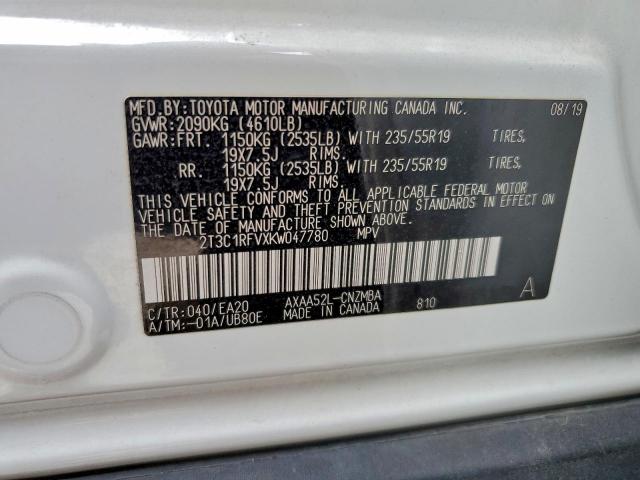 MFD.BY:TOYOTA MOTOR MANUFACTURING CANADA INC. 08/19
GVWR:2090KG (4610LB)
GAWR:FRT. 1150KG (2535LB) WITH 235/55R19 TIRES,
19X7.5J RIMS.
RR. 1150KG (2535LB) WITH 235/55R19 TIRES,
19X7.5J RIMS.
THIS VEHICLE CONFORMS TO ALL APPLICABLE FEDERAL MOTOR
VEHICLE SAFETY AND THEFT PREVENTION STANDARDS IN EFFECT ON
THE DATE OF MANUFACTURE SHOWN ABOVE.
2T3C1RFVXKW047780 MPV
C/TR:040/EA20 AXAA52L-CNZMBA 810 A
A/TM:-01A/UB80E MADE IN CANADA